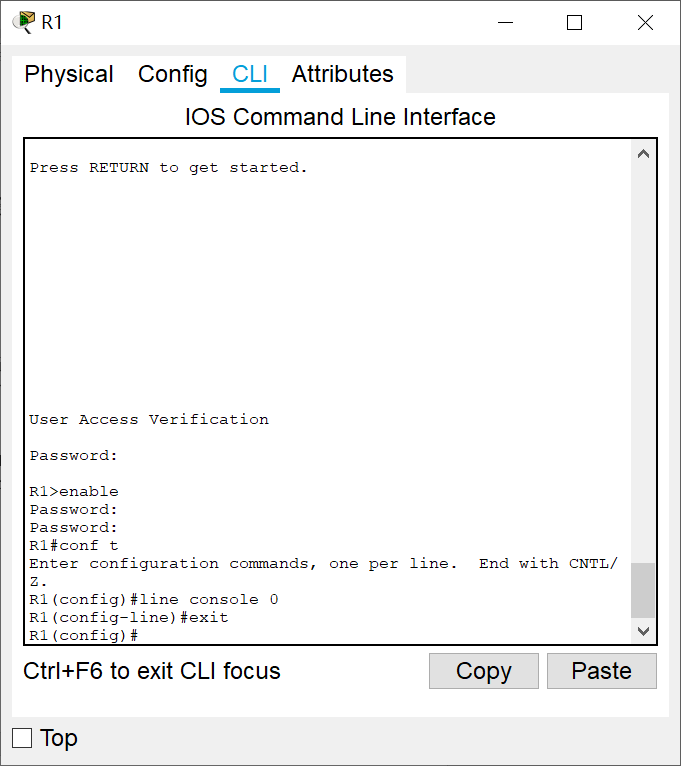 R1
Physical Config CLI Attributes
IOS Command Line Interface
Press RETURN to get started.
User Access Verification
Password:
R1>enable
Password:
Password:
R1#conf t
Enter configuration commands, one per line.  End with CNTL/
Z.
R1(config)#line console 0
R1(config-line)#exit
R1(config)#
Ctrl+F6 to exit CLI focus Copy Paste
Top